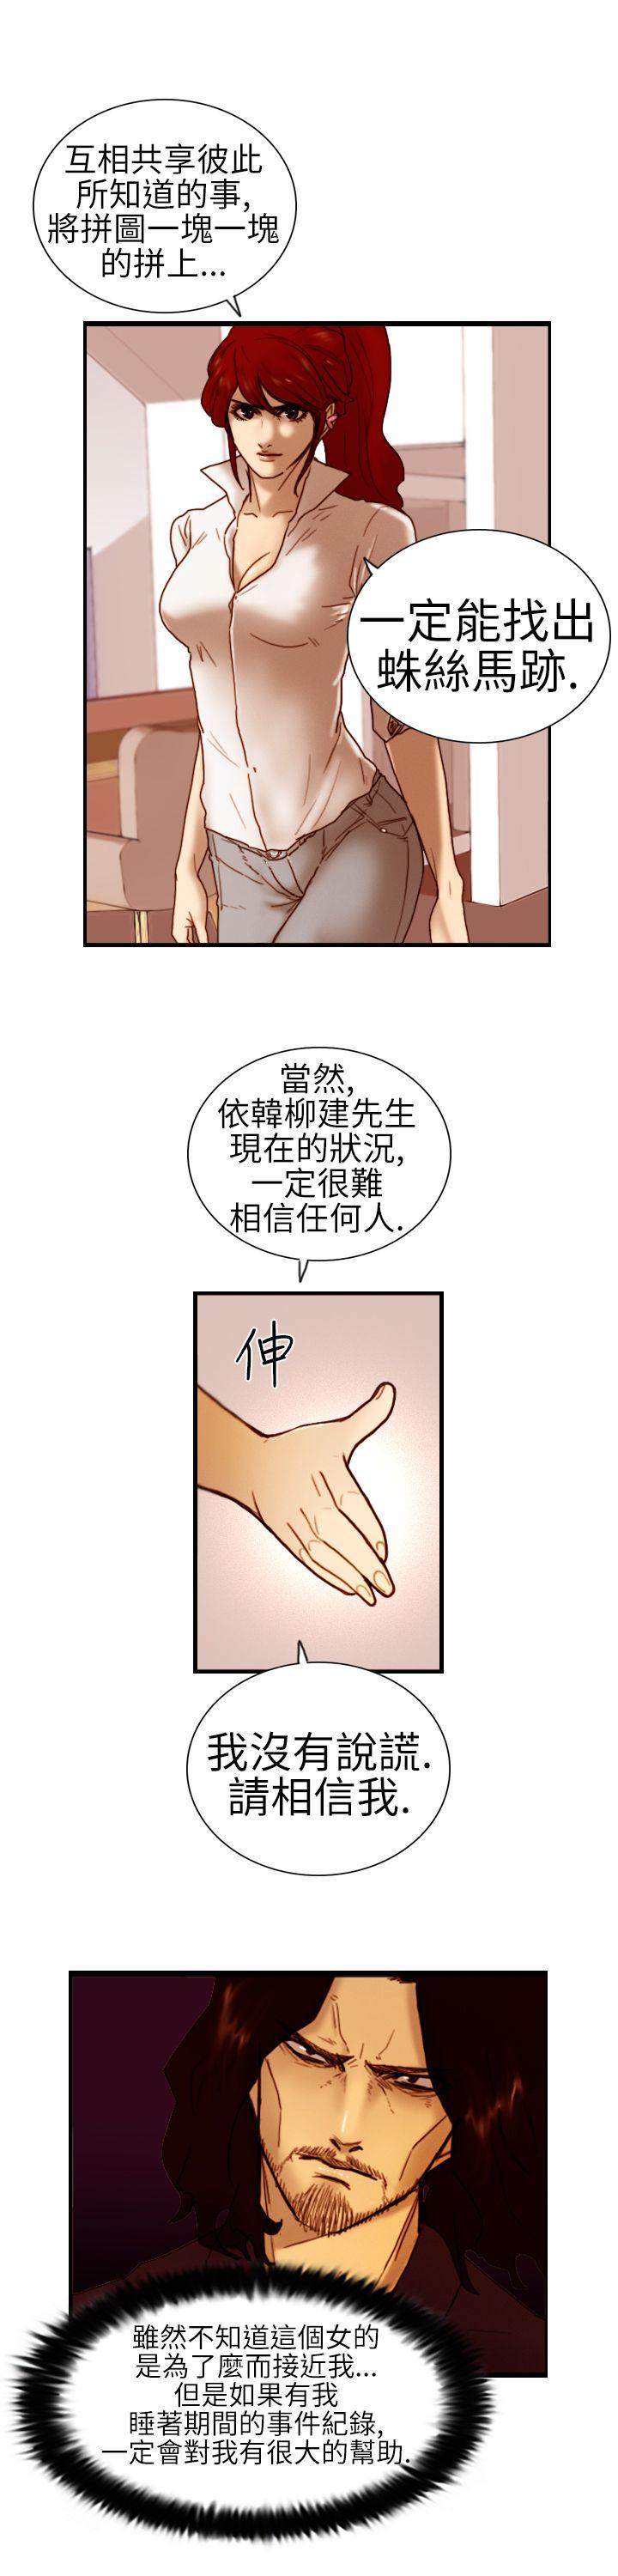 互相共享彼此
所知道的事,
將拼圖一塊一塊
的拼上...
一定能找出
蛛絲馬跡.
當然,
依韓柳建先生
現在的狀況,
一定很難
相信任何人.
伸
我沒有說謊.
請相信我.
雖然不知道這個女的
是為了麼而接近我...
但是如果有我
睡著期間的事件紀錄,
一定會對我有很大的幫助.